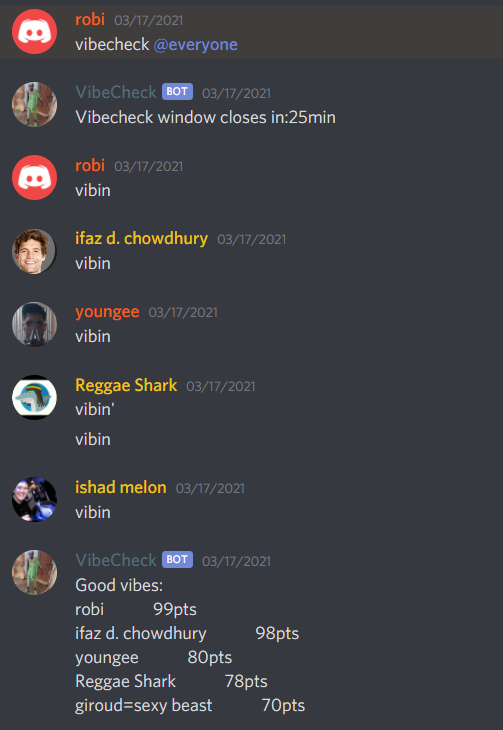 robi 03/17/2021
vibecheck @everyone
VibeCheck BOT 03/17/2021
Vibecheck window closes in:25min
robi 03/17/2021
vibin
ifaz d. chowdhury 03/17/2021
vibin
youngee 03/17/2021
vibin
Reggae Shark 03/17/2021
vibin'
vibin
ishad melon 03/17/2021
vibin
VibeCheck BOT 03/17/2021
Good vibes:
robi 99pts
ifaz d. chowdhury 98pts
youngee 80pts
Reggae Shark 78pts
giroud=sexy beast 70pts